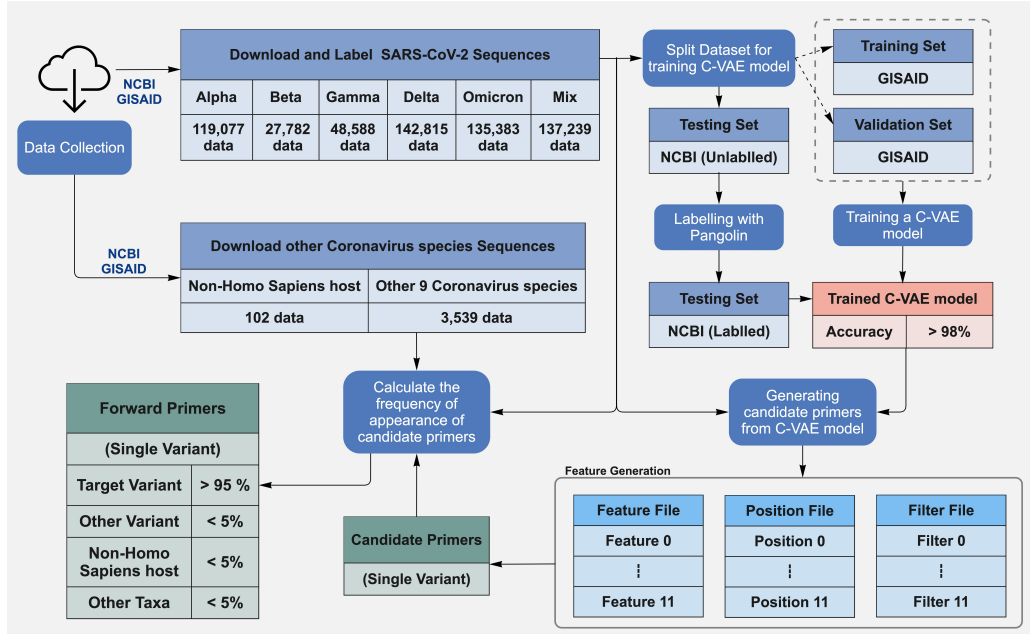 NCBI
GISAID
Data Collection
Download and Label SARS-CoV-2 Sequences
Alpha Beta Gamma Delta Omicron Mix
119,077 27,782 48,588 142,815 135,383 137,239
data data data data data data
NCBI
GISAID
Download other Coronavirus species Sequences
Non-Homo Sapiens host Other 9 Coronavirus species
102 data 3,539 data
Split Dataset for
training C-VAE model
Training Set
GISAID
Validation Set
GISAID
Testing Set
NCBI (Unlablled)
Labelling with
Pangolin
Training a C-VAE
model
Testing Set
NCBI (Lablled)
Trained C-VAE model
Accuracy > 98%
Calculate the
frequency of
appearance of
candidate primers
Generating
candidate primers
from C-VAE model
Forward Primers
(Single Variant)
Target Variant > 95 %
Other Variant < 5%
Non-Homo
Sapiens host < 5%
Other Taxa < 5%
Candidate Primers
(Single Variant)
Feature Generation
Feature File Position File Filter File
Feature 0 Position 0 Filter 0
Feature 11 Position 11 Filter 11